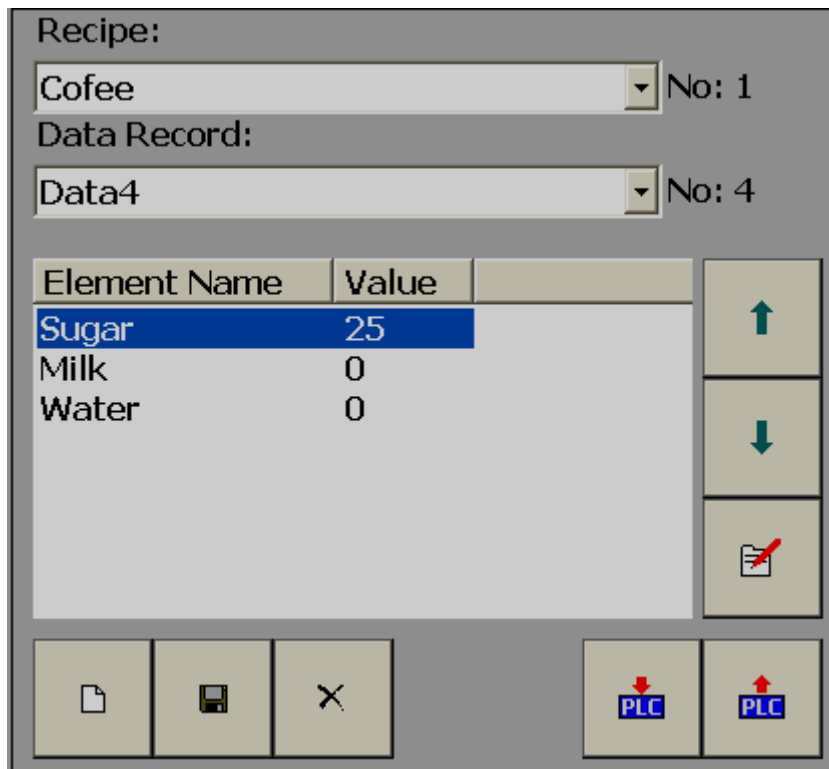 Recipe:
Cofee No: 1
Data Record:
Data4 No: 4
Element Name Value
Sugar 25
Milk 0
Water 0
PLC PLC